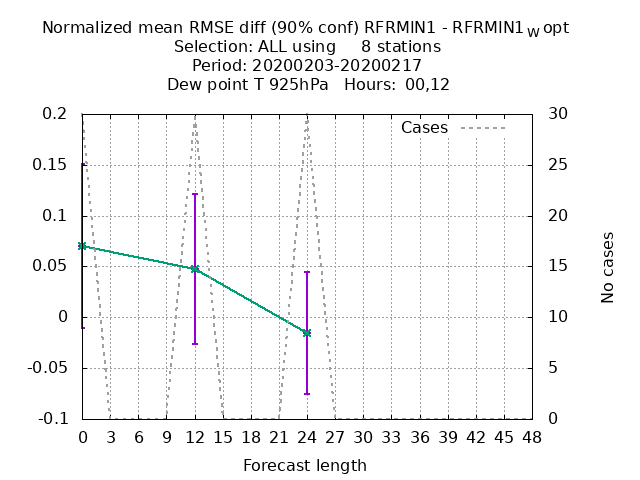 Normalized mean RMSE diff (90% conf) RFRMIN1 - RFRMIN1wopt
Selection: ALL using 8 stations
Period: 20200203-20200217
Dew point T 925hPa Hours: 00,12
Cases
0.2
0.15
0.1
0.05
0
-0.05
-0.1
30
25
20
15
10
5
0
No cases
0 3 6 9 12 15 18 21 24 27 30 33 36 39 42 45 48
Forecast length